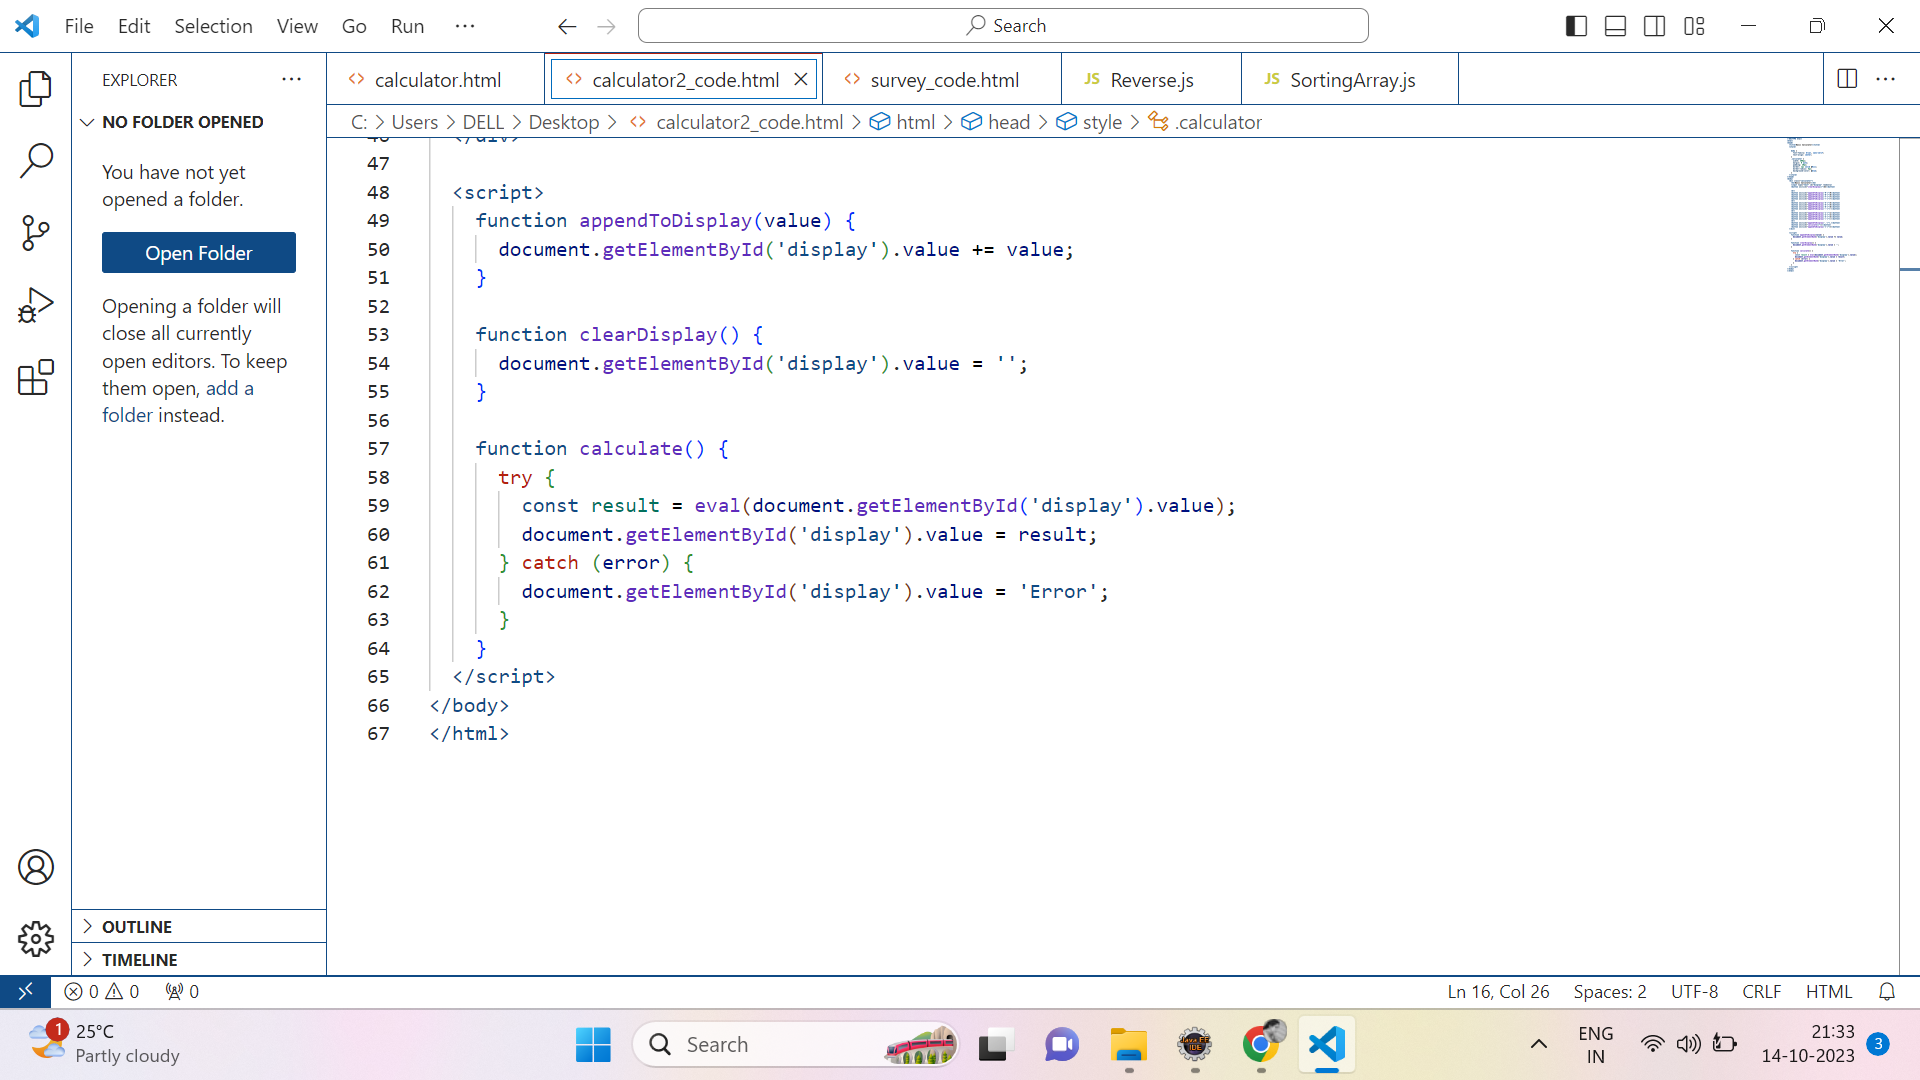 File Edit Selection View Go Run ··· Search
EXPLORER ···
NO FOLDER OPENED
You have not yet
opened a folder.
Open Folder
Opening a folder will
close all currently
open editors. To keep
them open, add a
folder instead.
OUTLINE
TIMELINE
<> calculator.html <> calculator2_code.html <> survey_code.html JS Reverse.js JS SortingArray.js ···
C: > Users > DELL > Desktop > <> calculator2_code.html > html > head > style > .calculator
46 </div>
47
48 <script>
49 function appendToDisplay(value) {
50 document.getElementById('display').value += value;
51 }
52
53 function clearDisplay() {
54 document.getElementById('display').value = '';
55 }
56
57 function calculate() {
58 try {
59 const result = eval(document.getElementById('display').value);
60 document.getElementById('display').value = result;
61 } catch (error) {
62 document.getElementById('display').value = 'Error';
63 }
64 }
65 </script>
66 </body>
67 </html>
0 0 0 Ln 16, Col 26 Spaces: 2 UTF-8 CRLF HTML
1 25°C
Partly cloudy
Search
Java EE
IDE
ENG
IN
21:33
14-10-2023
3